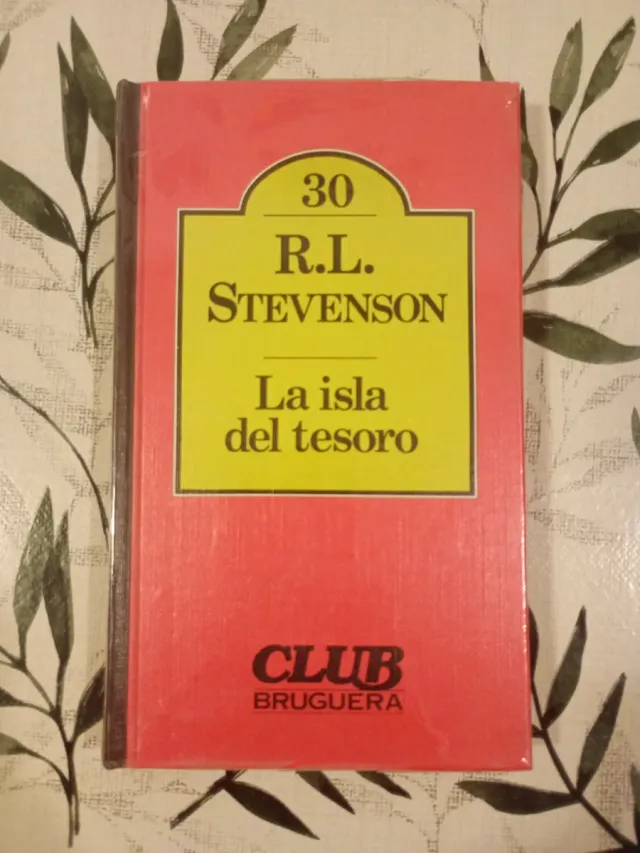 30
R.L.
STEVENSON
La isla
del tesoro
CLUB
BRUGUERA